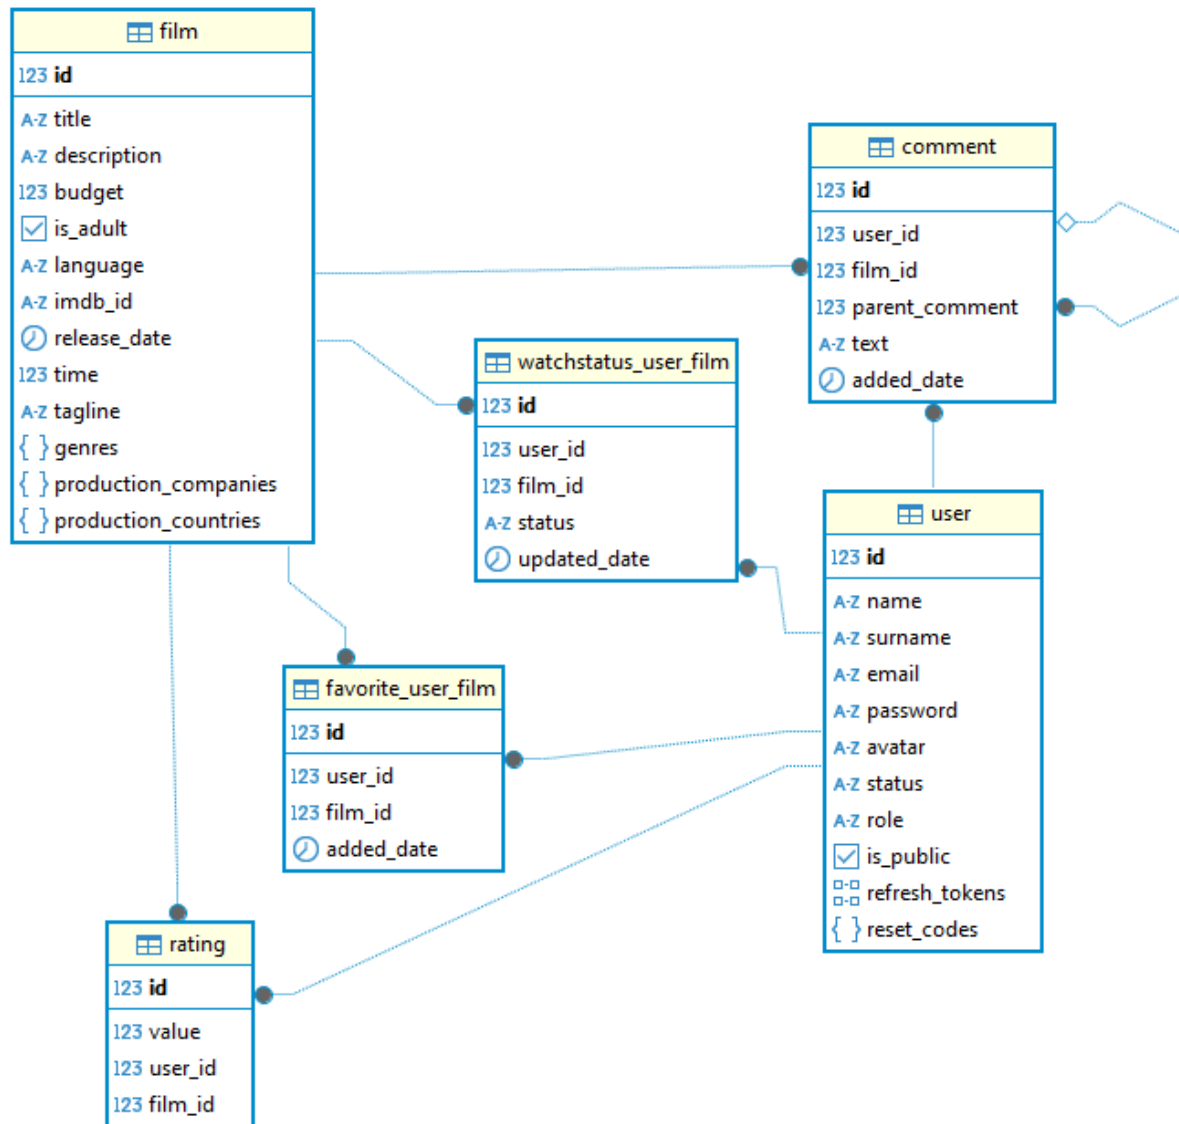 film
123 id
A-Z title
A-Z description
123 budget
is_adult
A-Z language
A-Z imdb_id
release_date
123 time
A-Z tagline
{ } genres
{ } production_companies
{ } production_countries
comment
123 id
123 user_id
123 film_id
123 parent_comment
A-Z text
added_date
watchstatus_user_film
123 id
123 user_id
123 film_id
A-Z status
updated_date
user
123 id
A-Z name
A-Z surname
A-Z email
A-Z password
A-Z avatar
A-Z status
A-Z role
is_public
refresh_tokens
{ } reset_codes
favorite_user_film
123 id
123 user_id
123 film_id
added_date
rating
123 id
123 value
123 user_id
123 film_id